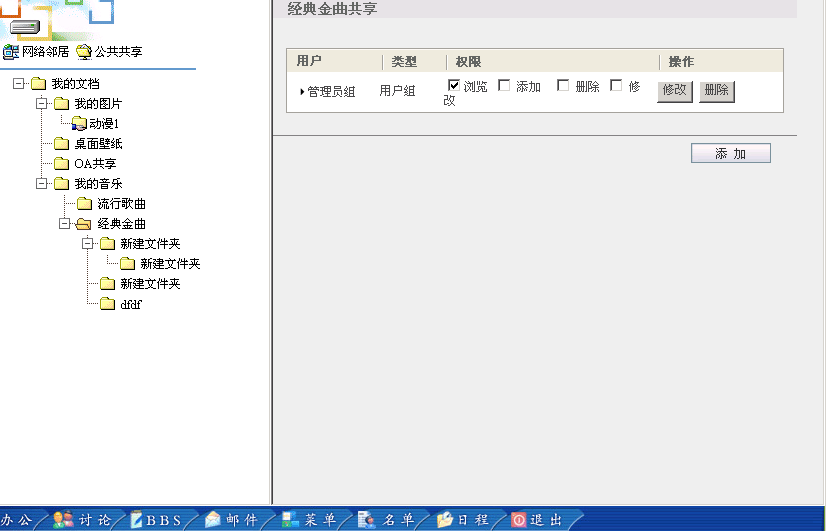 经典金曲共享
网络邻居 公共共享
我的文档
我的图片
动漫1
桌面壁纸
OA共享
我的音乐
流行歌曲
经典金曲
新建文件夹
新建文件夹
新建文件夹
dfdf
用户 类型 权限 操作
管理员组 用户组 浏览 添加 删除 修改 修改 删除
添 加
办公 讨论 BBS 邮件 菜单 名单 日程 退出